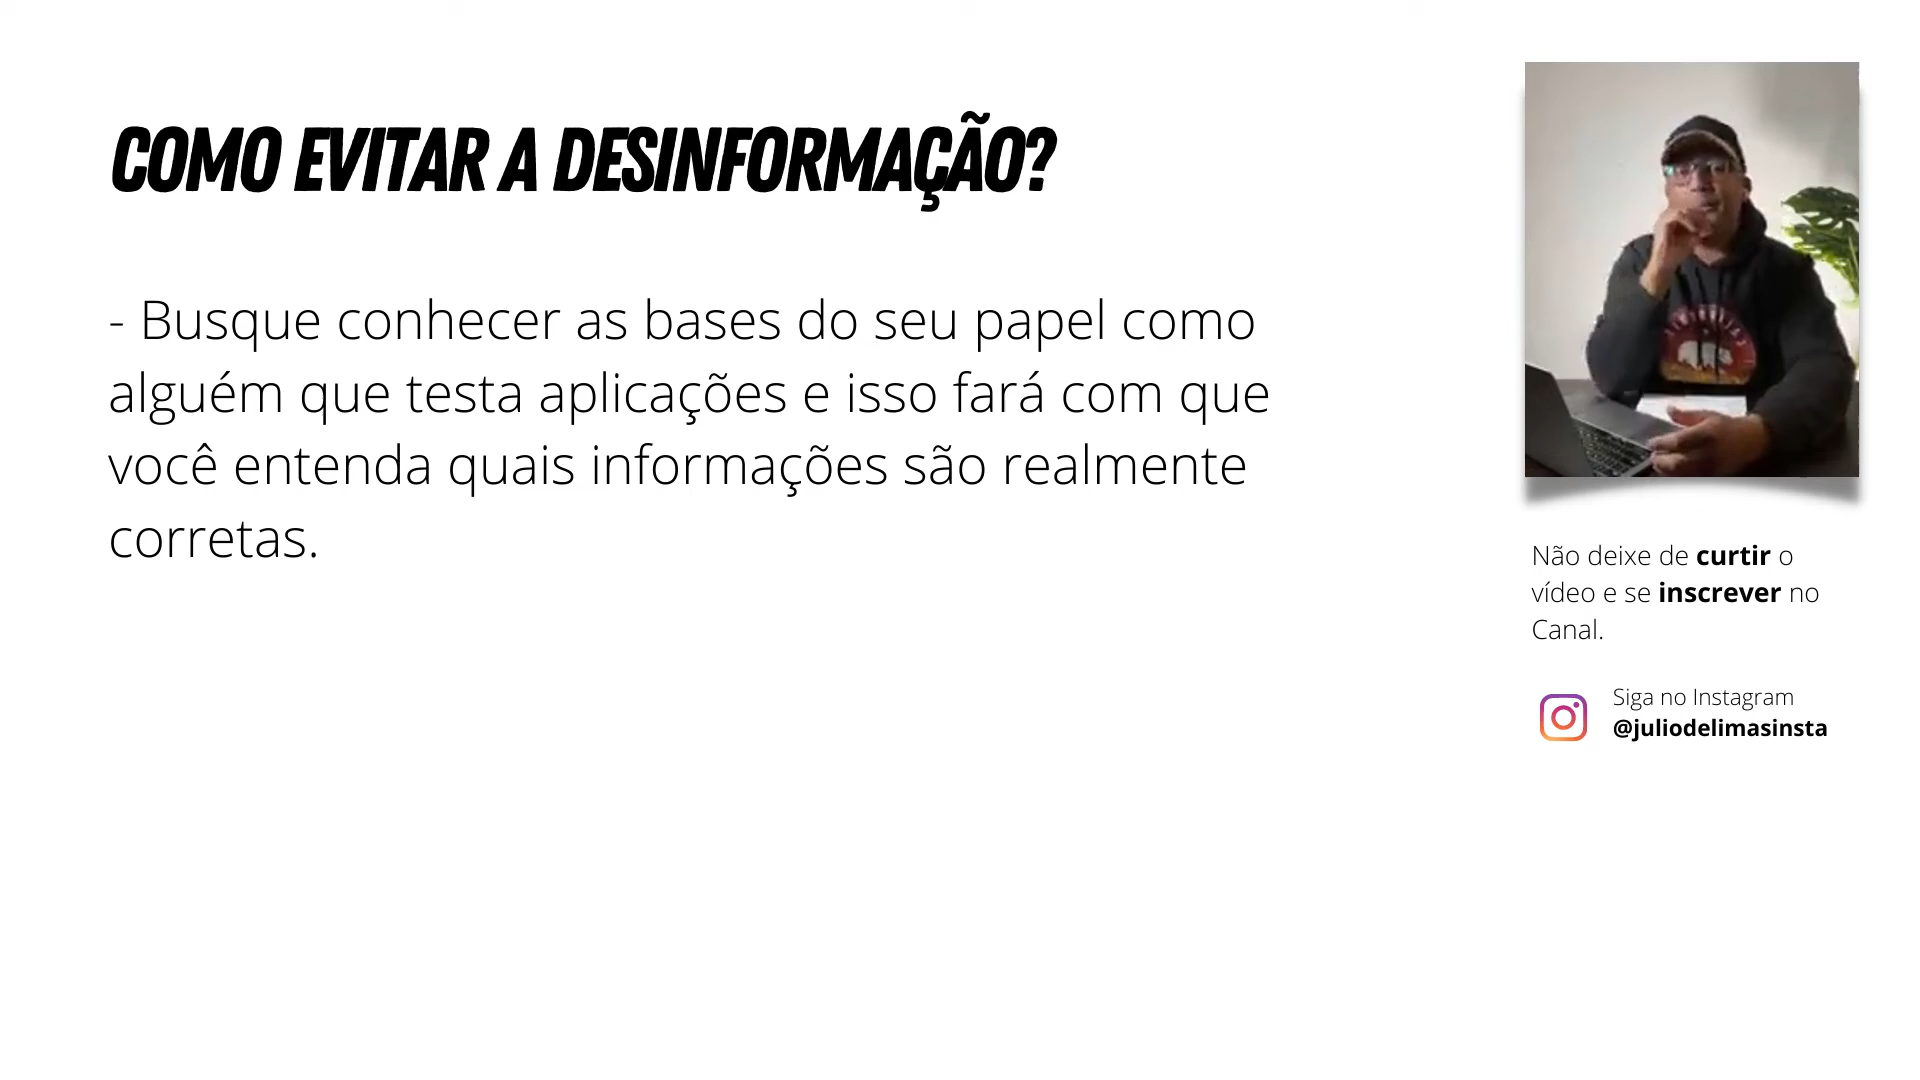 COMO EVITAR A DESINFORMAÇÃO?
- Busque conhecer as bases do seu papel como
alguém que testa aplicações e isso fará com que
você entenda quais informações são realmente
corretas.
Não deixe de curtir o
vídeo e se inscrever no
Canal.
Siga no Instagram
@juliodelimasinsta